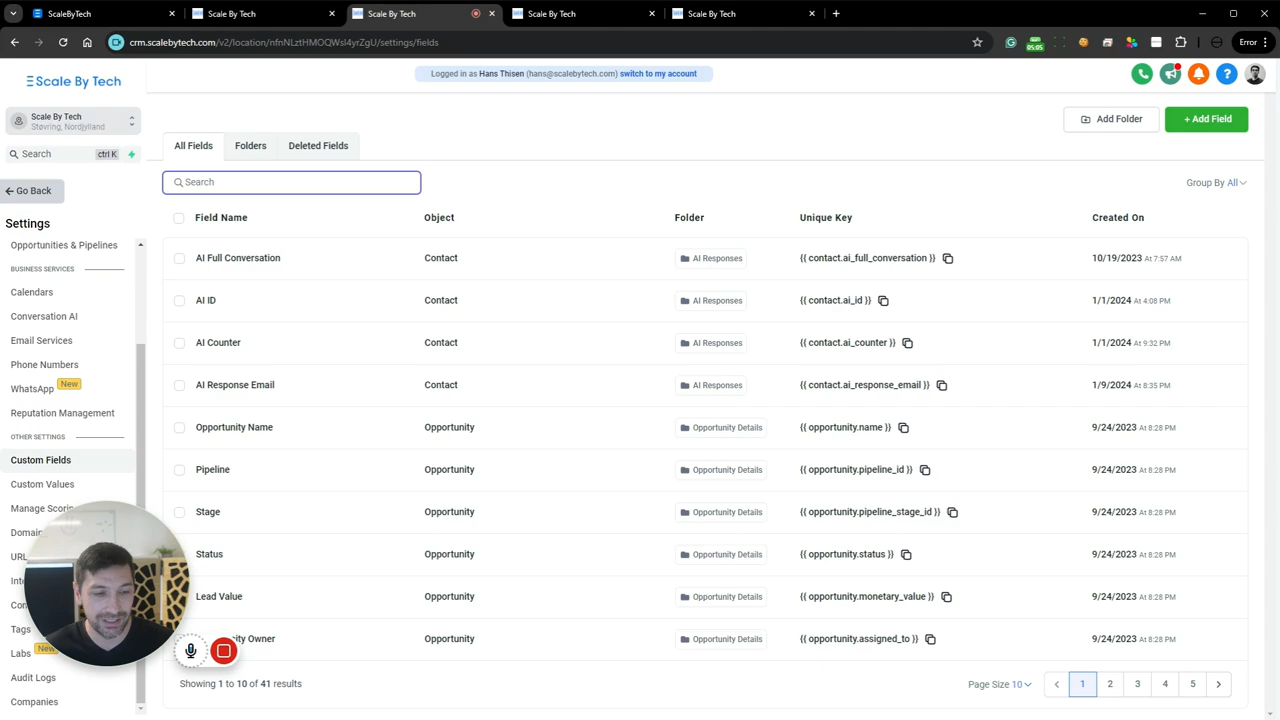 ScaleByTech
Scale By Tech
Scale By Tech
Scale By Tech
Scale By Tech
crm.scalebytech.com/v2/location/nfnNLztHMOQWsI4yrZgU/settings/fields
05:05
Error
Scale By Tech
Logged in as Hans Thisen (hans@scalebytech.com) switch to my account
Scale By Tech
Støvring, Nordjylland
Search ctrl K
Go Back
Settings
Opportunities & Pipelines
BUSINESS SERVICES
Calendars
Conversation AI
Email Services
Phone Numbers
WhatsApp New
Reputation Management
OTHER SETTINGS
Custom Fields
Custom Values
Manage Scoring
Domain
URL
Tags
Labs New
Audit Logs
Companies
Add Folder
+ Add Field
All Fields Folders Deleted Fields
Search
Group By All
Field Name Object Folder Unique Key Created On
AI Full Conversation Contact AI Responses {{ contact.ai_full_conversation }} 10/19/2023 At 7:57 AM
AI ID Contact AI Responses {{ contact.ai_id }} 1/1/2024 At 4:08 PM
AI Counter Contact AI Responses {{ contact.ai_counter }} 1/1/2024 At 9:32 PM
AI Response Email Contact AI Responses {{ contact.ai_response_email }} 1/9/2024 At 8:35 PM
Opportunity Name Opportunity Opportunity Details {{ opportunity.name }} 9/24/2023 At 8:28 PM
Pipeline Opportunity Opportunity Details {{ opportunity.pipeline_id }} 9/24/2023 At 8:28 PM
Stage Opportunity Opportunity Details {{ opportunity.pipeline_stage_id }} 9/24/2023 At 8:28 PM
Status Opportunity Opportunity Details {{ opportunity.status }} 9/24/2023 At 8:28 PM
Lead Value Opportunity Opportunity Details {{ opportunity.monetary_value }} 9/24/2023 At 8:28 PM
Owner Opportunity Opportunity Details {{ opportunity.assigned_to }} 9/24/2023 At 8:28 PM
Showing 1 to 10 of 41 results
Page Size 10
1 2 3 4 5